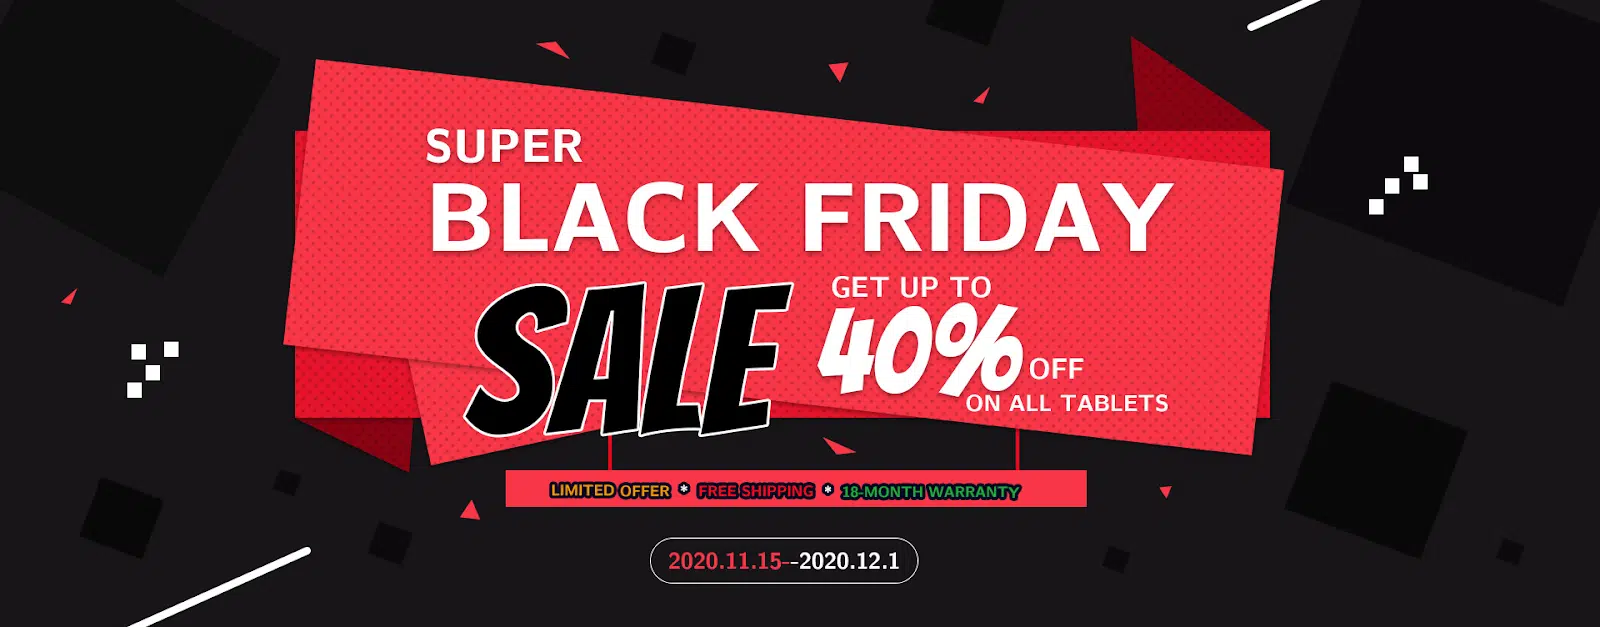 SUPER
BLACK FRIDAY
SALE
GET UP TO
40% OFF
ON ALL TABLETS
LIMITED OFFER * FREE SHIPPING * 18-MONTH WARRANTY
2020.11.15--2020.12.1